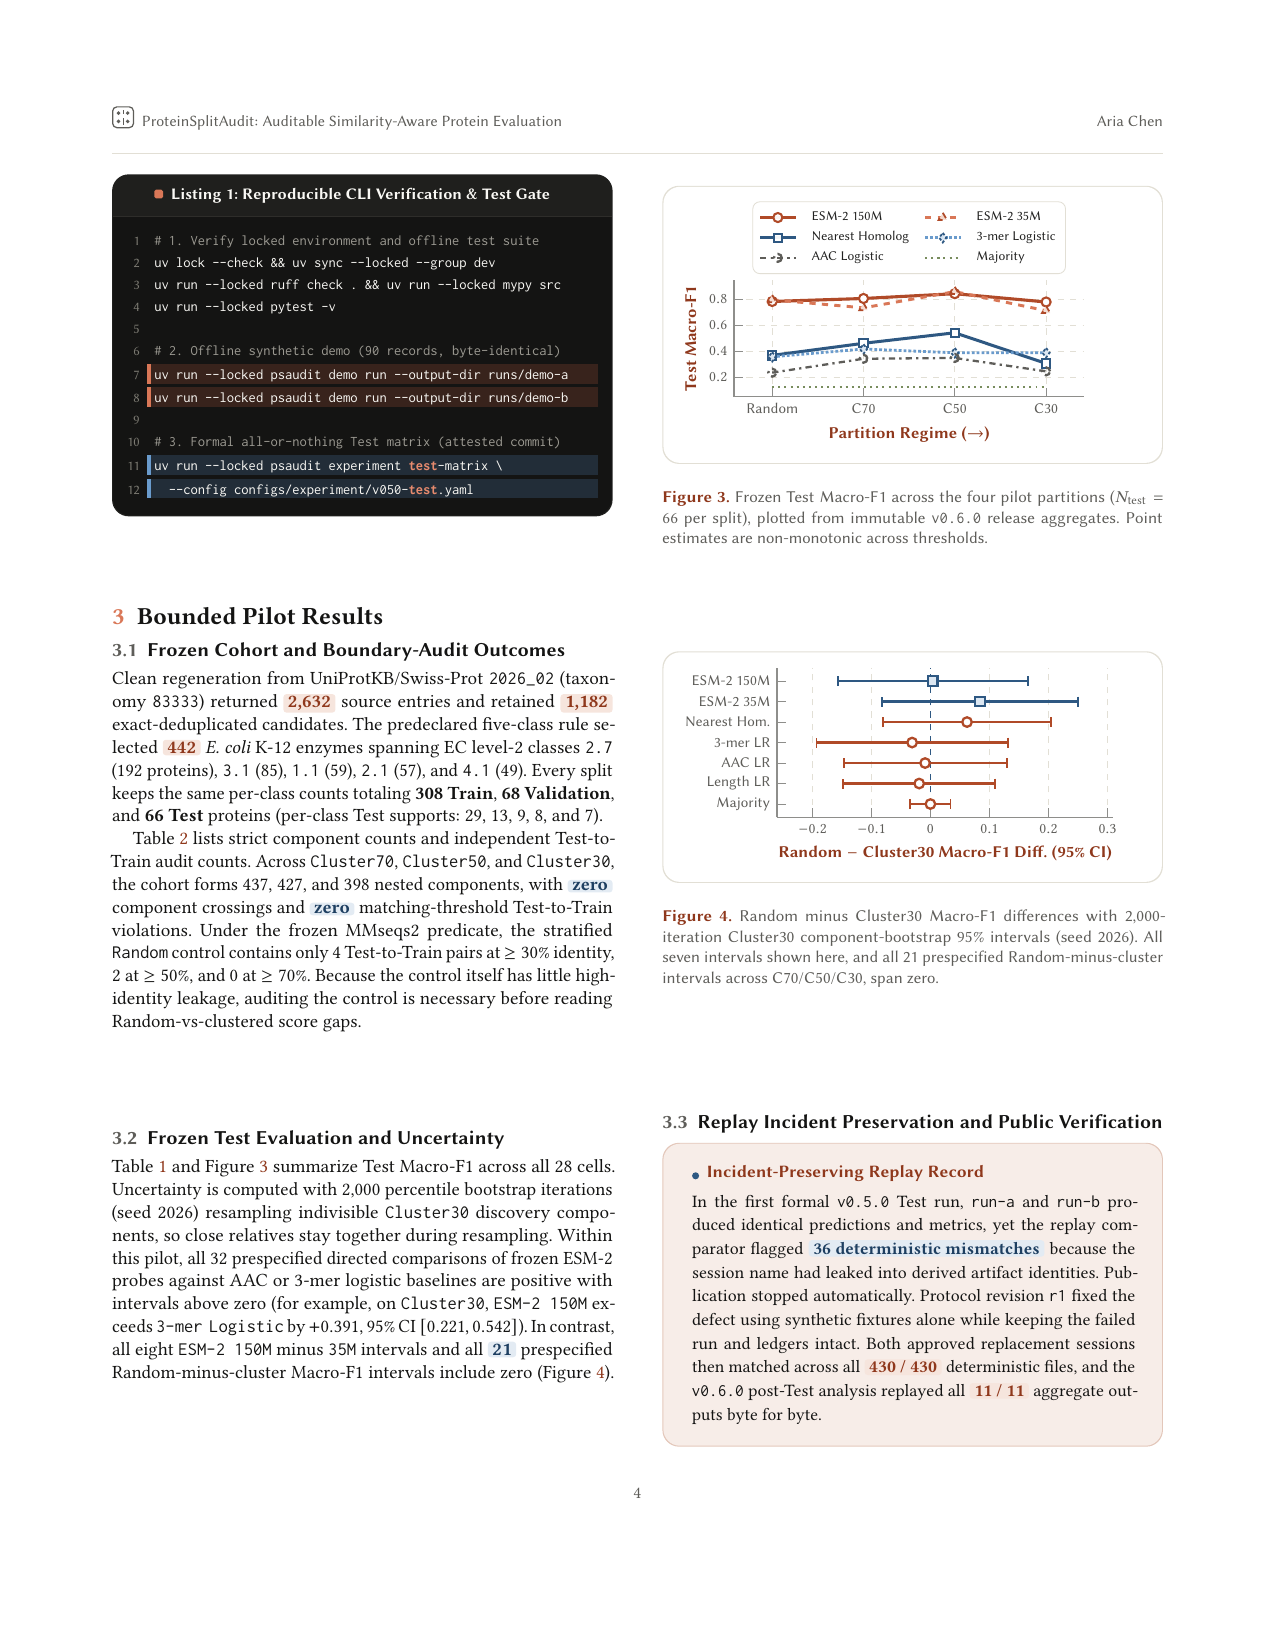 ProteinSplitAudit: Auditable Similarity-Aware Protein Evaluation
Aria Chen
Listing 1: Reproducible CLI Verification & Test Gate
1 # 1. Verify locked environment and offline test suite
2 uv lock --check && uv sync --locked --group dev
3 uv run --locked ruff check . && uv run --locked mypy src
4 uv run --locked pytest -v
5
6 # 2. Offline synthetic demo (90 records, byte-identical)
7 uv run --locked psaudit demo run --output-dir runs/demo-a
8 uv run --locked psaudit demo run --output-dir runs/demo-b
9
10 # 3. Formal all-or-nothing Test matrix (attested commit)
11 uv run --locked psaudit experiment test-matrix \
12 --config configs/experiment/v050-test.yaml
3 Bounded Pilot Results
3.1 Frozen Cohort and Boundary-Audit Outcomes
Clean regeneration from UniProtKB/Swiss-Prot 2026_02 (taxon-
omy 83333) returned 2,632 source entries and retained 1,182
exact-deduplicated candidates. The predeclared five-class rule se-
lected 442 E. coli K-12 enzymes spanning EC level-2 classes 2.7
(192 proteins), 3.1 (85), 1.1 (59), 2.1 (57), and 4.1 (49). Every split
keeps the same per-class counts totaling 308 Train, 68 Validation,
and 66 Test proteins (per-class Test supports: 29, 13, 9, 8, and 7).
Table 2 lists strict component counts and independent Test-to-
Train audit counts. Across Cluster70, Cluster50, and Cluster30,
the cohort forms 437, 427, and 398 nested components, with zero
component crossings and zero matching-threshold Test-to-Train
violations. Under the frozen MMseqs2 predicate, the stratified
Random control contains only 4 Test-to-Train pairs at ≥ 30% identity,
2 at ≥ 50%, and 0 at ≥ 70%. Because the control itself has little high-
identity leakage, auditing the control is necessary before reading
Random-vs-clustered score gaps.
3.2 Frozen Test Evaluation and Uncertainty
Table 1 and Figure 3 summarize Test Macro-F1 across all 28 cells.
Uncertainty is computed with 2,000 percentile bootstrap iterations
(seed 2026) resampling indivisible Cluster30 discovery compo-
nents, so close relatives stay together during resampling. Within
this pilot, all 32 prespecified directed comparisons of frozen ESM-2
probes against AAC or 3-mer logistic baselines are positive with
intervals above zero (for example, on Cluster30, ESM-2 150M ex-
ceeds 3-mer Logistic by +0.391, 95% CI [0.221, 0.542]). In contrast,
all eight ESM-2 150M minus 35M intervals and all 21 prespecified
Random-minus-cluster Macro-F1 intervals include zero (Figure 4).
ESM-2 150M
ESM-2 35M
Nearest Homolog
3-mer Logistic
AAC Logistic
Majority
Test Macro-F1
0.8
0.6
0.4
0.2
Random C70 C50 C30
Partition Regime (→)
Figure 3. Frozen Test Macro-F1 across the four pilot partitions (Ntest =
66 per split), plotted from immutable v0.6.0 release aggregates. Point
estimates are non-monotonic across thresholds.
ESM-2 150M
ESM-2 35M
Nearest Hom.
3-mer LR
AAC LR
Length LR
Majority
−0.2 −0.1 0 0.1 0.2 0.3
Random − Cluster30 Macro-F1 Diff. (95% CI)
Figure 4. Random minus Cluster30 Macro-F1 differences with 2,000-
iteration Cluster30 component-bootstrap 95% intervals (seed 2026). All
seven intervals shown here, and all 21 prespecified Random-minus-cluster
intervals across C70/C50/C30, span zero.
3.3 Replay Incident Preservation and Public Verification
• Incident-Preserving Replay Record
In the first formal v0.5.0 Test run, run-a and run-b pro-
duced identical predictions and metrics, yet the replay com-
parator flagged 36 deterministic mismatches because the
session name had leaked into derived artifact identities. Pub-
lication stopped automatically. Protocol revision r1 fixed the
defect using synthetic fixtures alone while keeping the failed
run and ledgers intact. Both approved replacement sessions
then matched across all 430 / 430 deterministic files, and the
v0.6.0 post-Test analysis replayed all 11 / 11 aggregate out-
puts byte for byte.
4